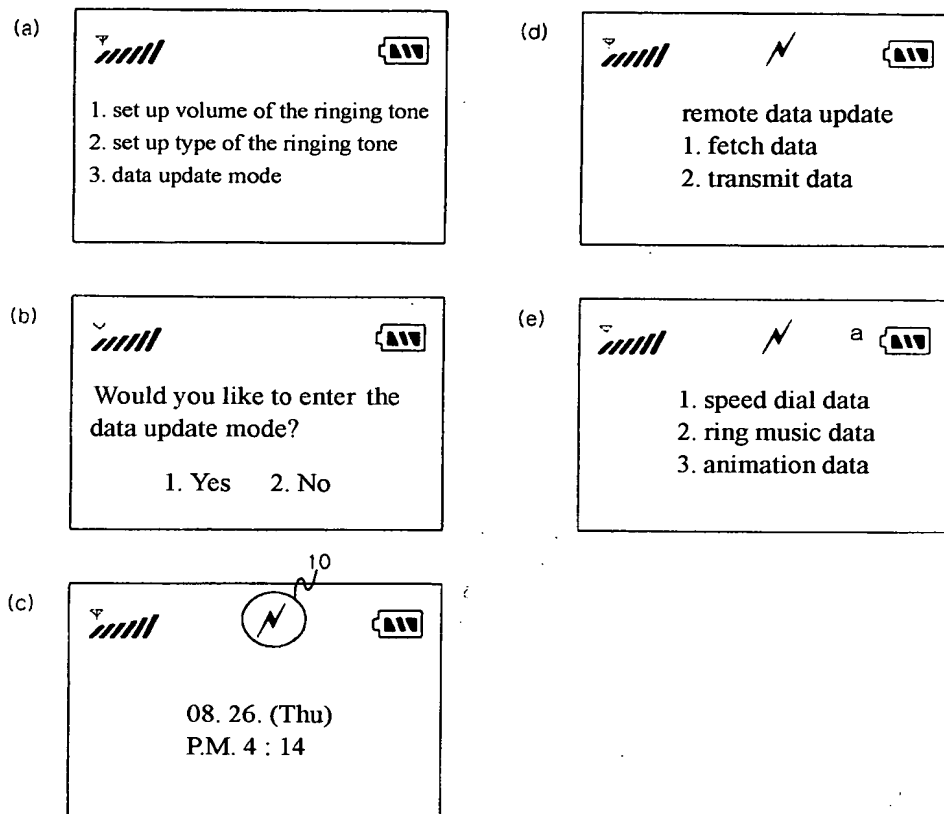 (a)
1. set up volume of the ringing tone
2. set up type of the ringing tone
3. data update mode
(b)
Would you like to enter the
data update mode?
1. Yes 2. No
(c)
10
08. 26. (Thu)
P.M. 4 : 14
(d)
remote data update
1. fetch data
2. transmit data
(e)
a
1. speed dial data
2. ring music data
3. animation data